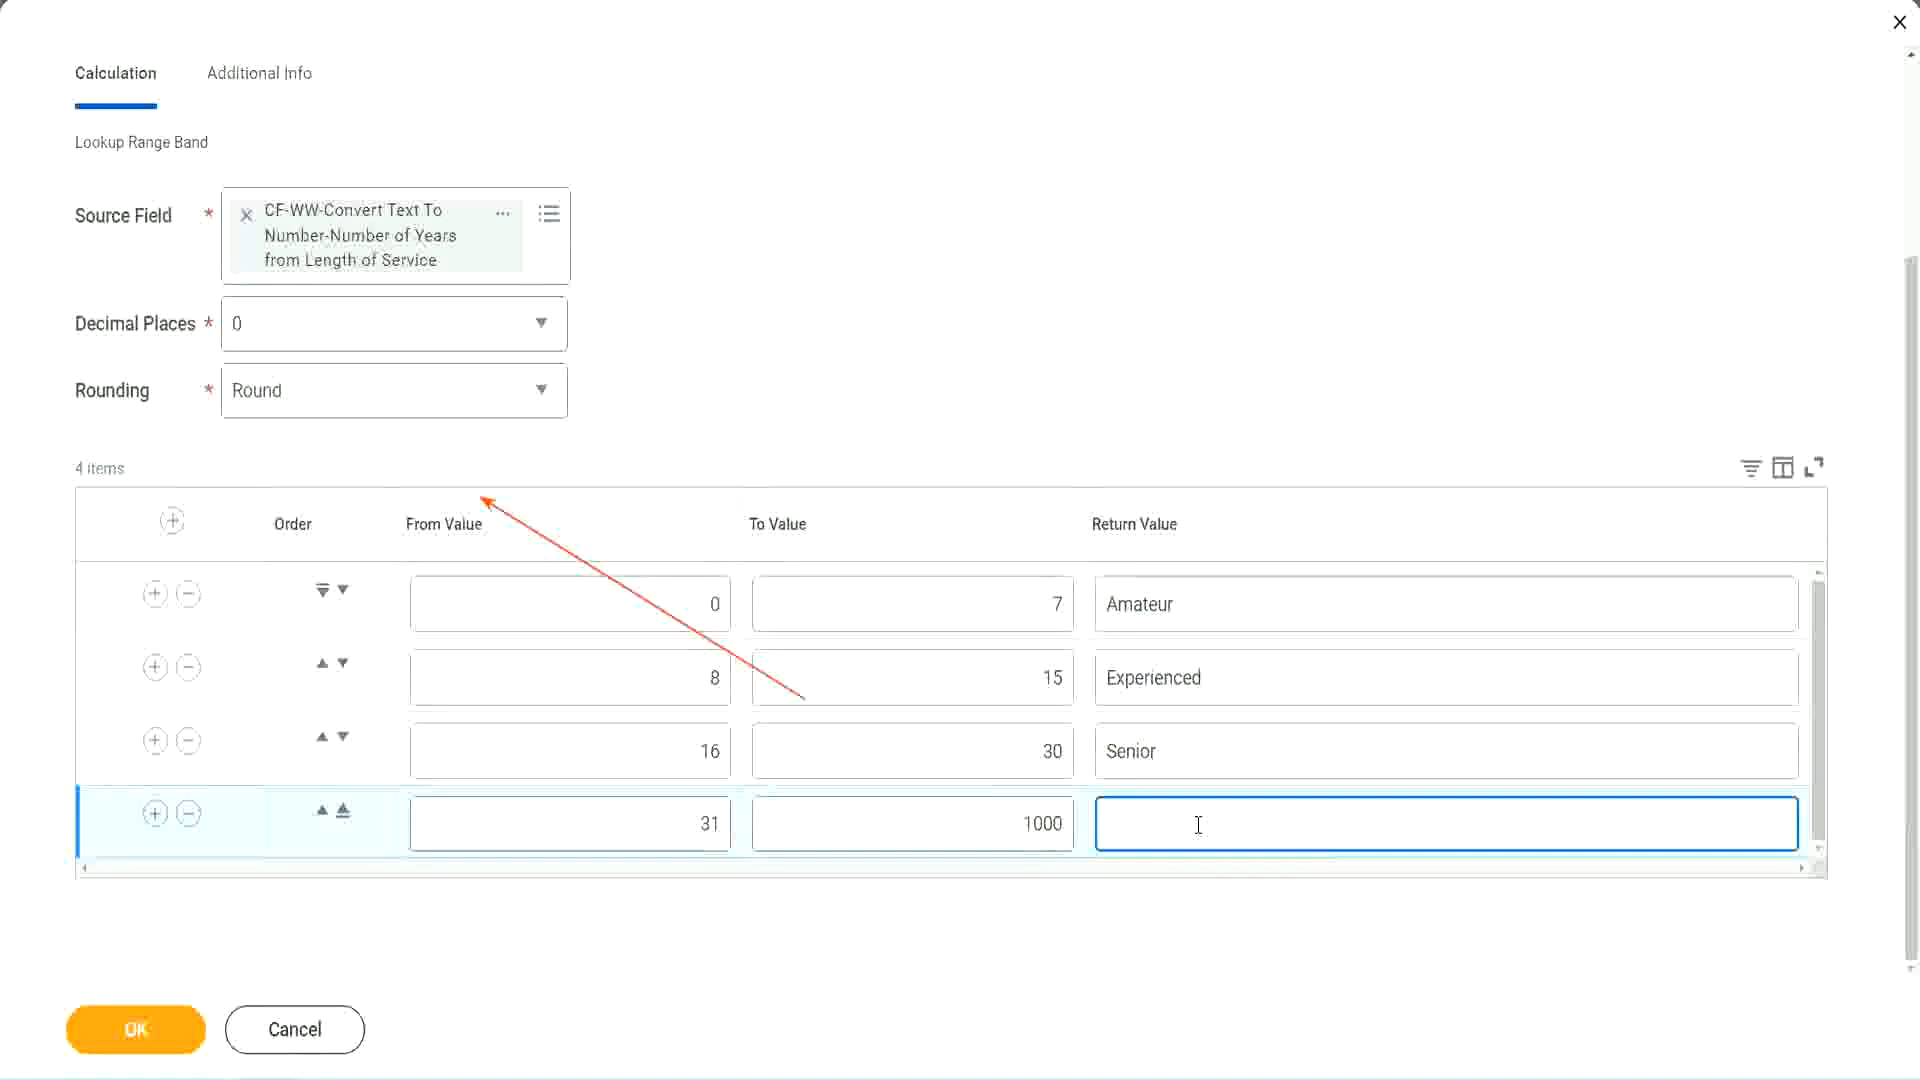 Calculation Additional Info
Lookup Range Band
Source Field * CF-WW-Convert Text To
Number-Number of Years
from Length of Service
Decimal Places * 0
Rounding * Round
4 items
Order From Value To Value Return Value
0 7 Amateur
8 15 Experienced
16 30 Senior
31 1000
OK Cancel